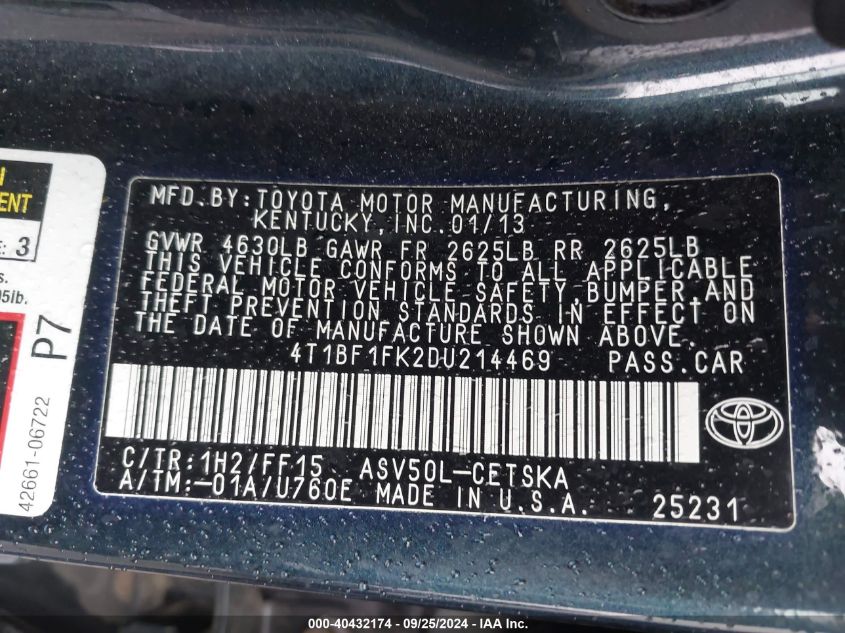 MFD.BY:TOYOTA MOTOR MANUFACTURING,
KENTUCKY,INC.01/13
GVWR 4630LB GAWR FR 2625LB RR 2625LB
THIS VEHICLE CONFORMS TO ALL APPLICABLE
FEDERAL MOTOR VEHICLE SAFETY,BUMPER,AND
THEFT PREVENTION STANDARDS IN EFFECT ON
THE DATE OF MANUFACTURE SHOWN ABOVE.
4T1BF1FK2DU214469 PASS.CAR
C/TR:1H2/FF15 ASV50L-CETSKA
A/TM:-01A/U760E MADE IN U.S.A. 25231
3
P7
42661-06722
000-40432174 - 09/25/2024 - IAAI.COM